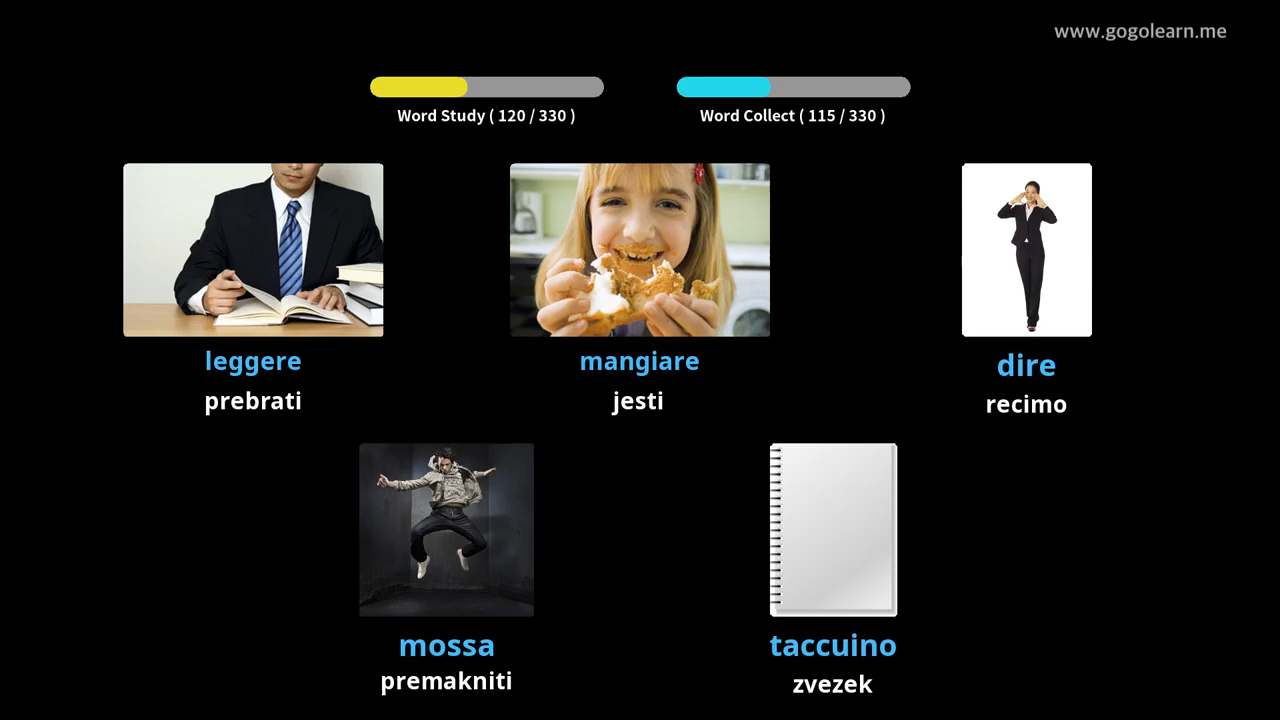 www.gogolearn.me
Word Study ( 120 / 330 )
Word Collect ( 115 / 330 )
leggere
prebrati
mangiare
jesti
dire
recimo
mossa
premakniti
taccuino
zvezek